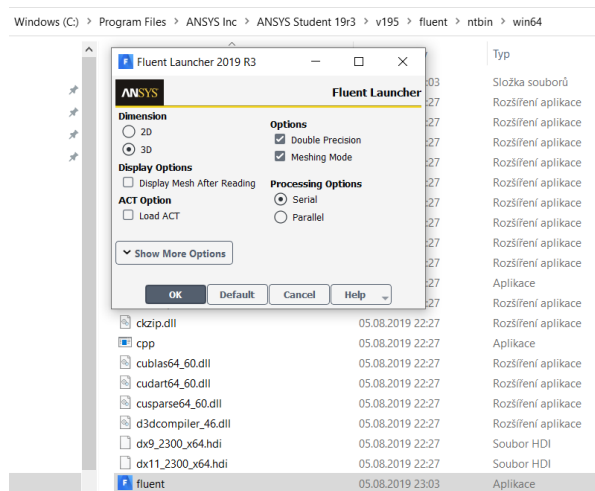 Windows (C:) > Program Files > ANSYS Inc > ANSYS Student 19r3 > v195 > fluent > ntbin > win64
Typ
Fluent Launcher 2019 R3
:03 Složka souborů
ANSYS Fluent Launcher
:27 Rozšíření aplikace
Dimension
2D
3D
Options
Double Precision
Meshing Mode
:27 Rozšíření aplikace
:27 Rozšíření aplikace
:27 Rozšíření aplikace
Display Options
Display Mesh After Reading
:27 Rozšíření aplikace
Processing Options
Serial
Parallel
ACT Option
Load ACT
:27 Rozšíření aplikace
:27 Rozšíření aplikace
:27 Rozšíření aplikace
Show More Options
:27 Rozšíření aplikace
:27 Aplikace
OK Default Cancel Help
:27 Rozšíření aplikace
ckzip.dll 05.08.2019 22:27 Rozšíření aplikace
cpp 05.08.2019 22:27 Aplikace
cublas64_60.dll 05.08.2019 22:27 Rozšíření aplikace
cudart64_60.dll 05.08.2019 22:27 Rozšíření aplikace
cusparse64_60.dll 05.08.2019 22:27 Rozšíření aplikace
d3dcompiler_46.dll 05.08.2019 22:27 Rozšíření aplikace
dx9_2300_x64.hdi 05.08.2019 22:27 Soubor HDI
dx11_2300_x64.hdi 05.08.2019 22:27 Soubor HDI
fluent 05.08.2019 23:03 Aplikace